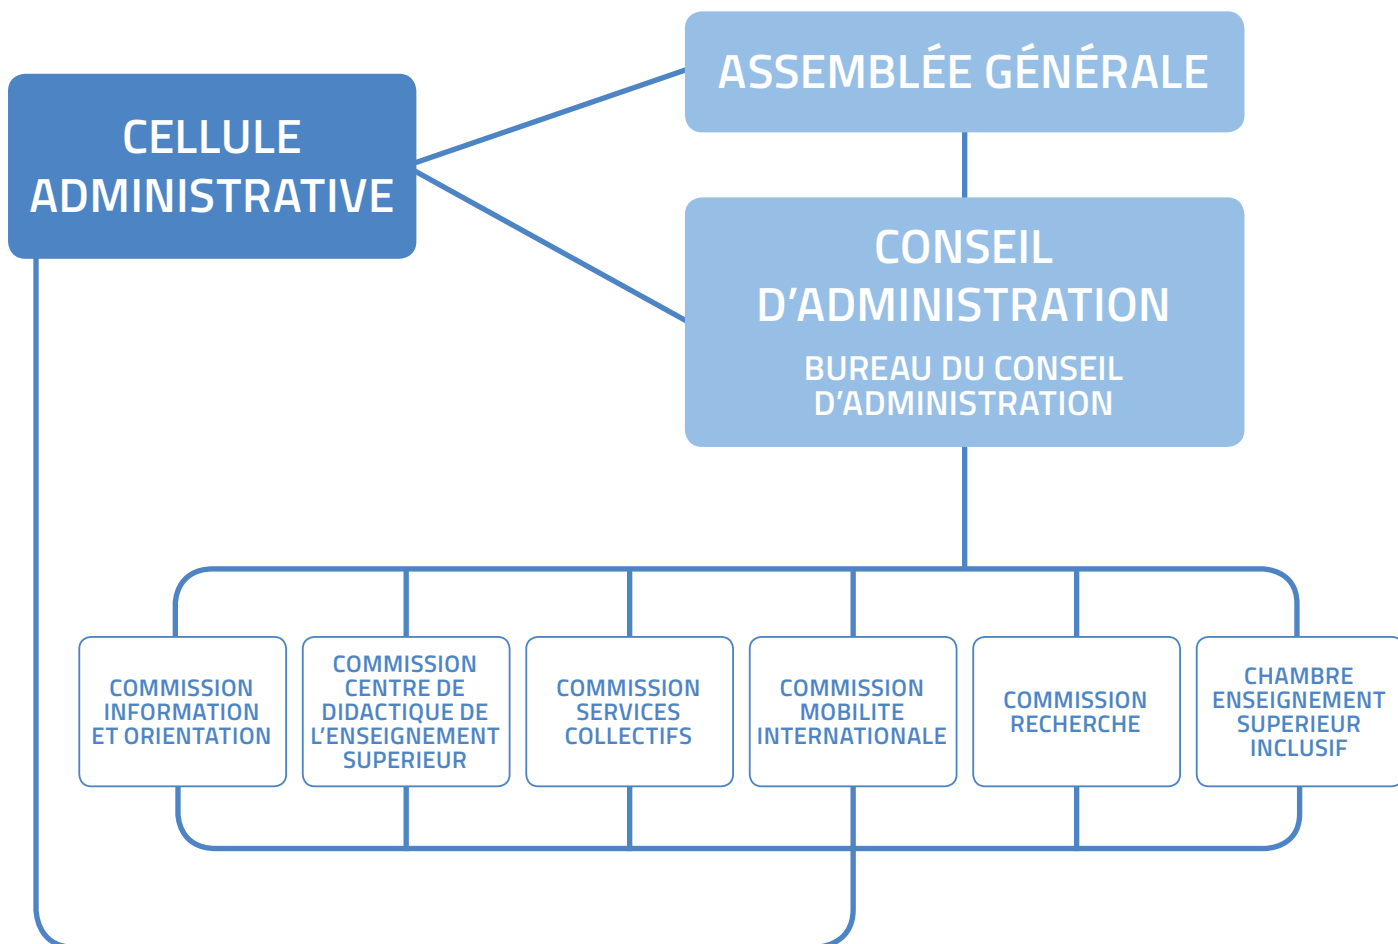 ASSEMBLÉE GÉNÉRALE
CELLULE
ADMINISTRATIVE
CONSEIL
D'ADMINISTRATION
BUREAU DU CONSEIL
D'ADMINISTRATION
COMMISSION
INFORMATION
ET ORIENTATION
COMMISSION
CENTRE DE
DIDACTIQUE DE
L'ENSEIGNEMENT
SUPERIEUR
COMMISSION
SERVICES
COLLECTIFS
COMMISSION
MOBILITE
INTERNATIONALE
COMMISSION
RECHERCHE
CHAMBRE
ENSEIGNEMENT
SUPERIEUR
INCLUSIF